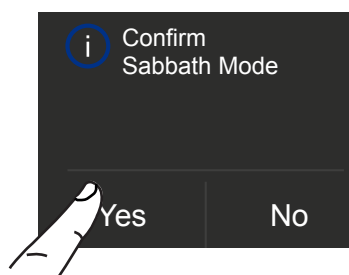 i
Confirm
Sabbath Mode
Yes
No